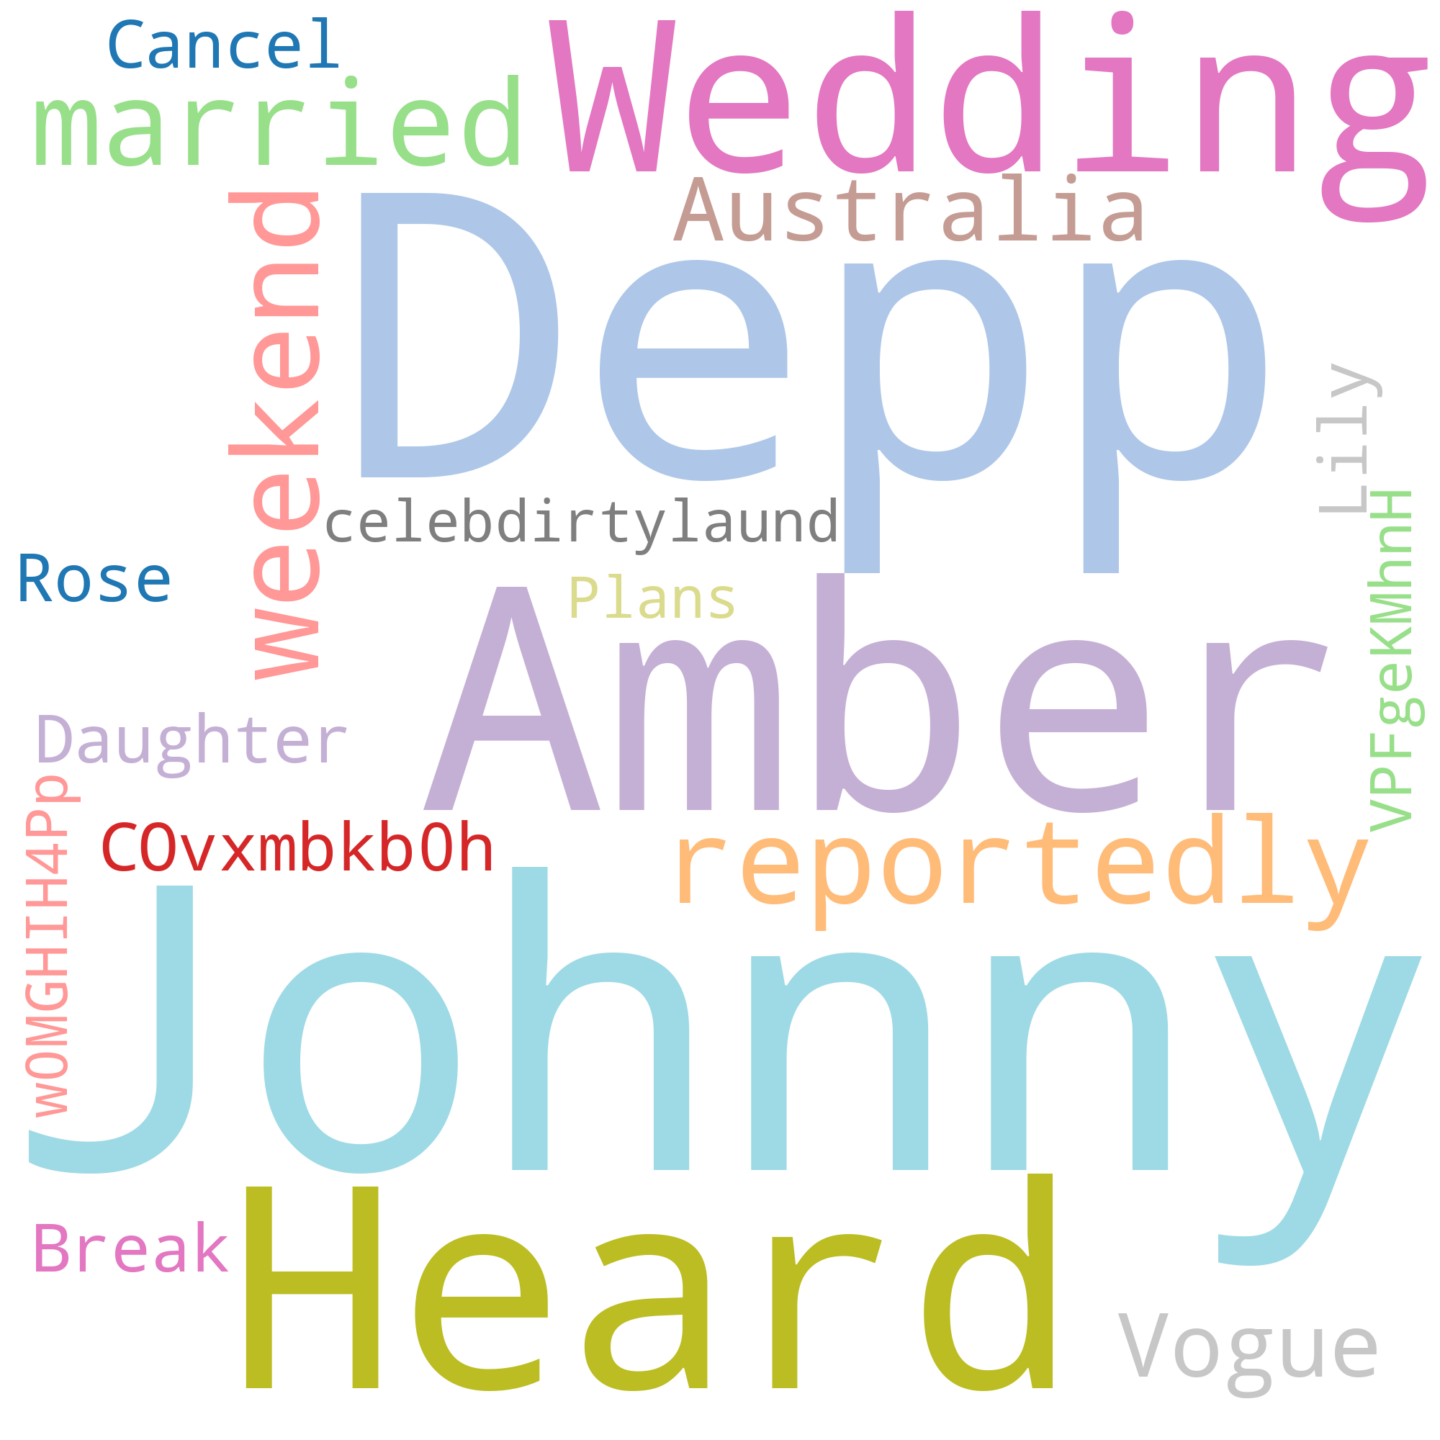 Cancel
Wedding
married
Australia
weekend
Depp
Lily
celebdirtylaund
Rose
Plans
VPFgeKMhnH
Amber
Daughter
wOMGHIH4Pp
COvxmbkbOh
reportedly
Johnny
Heard
Break
Vogue